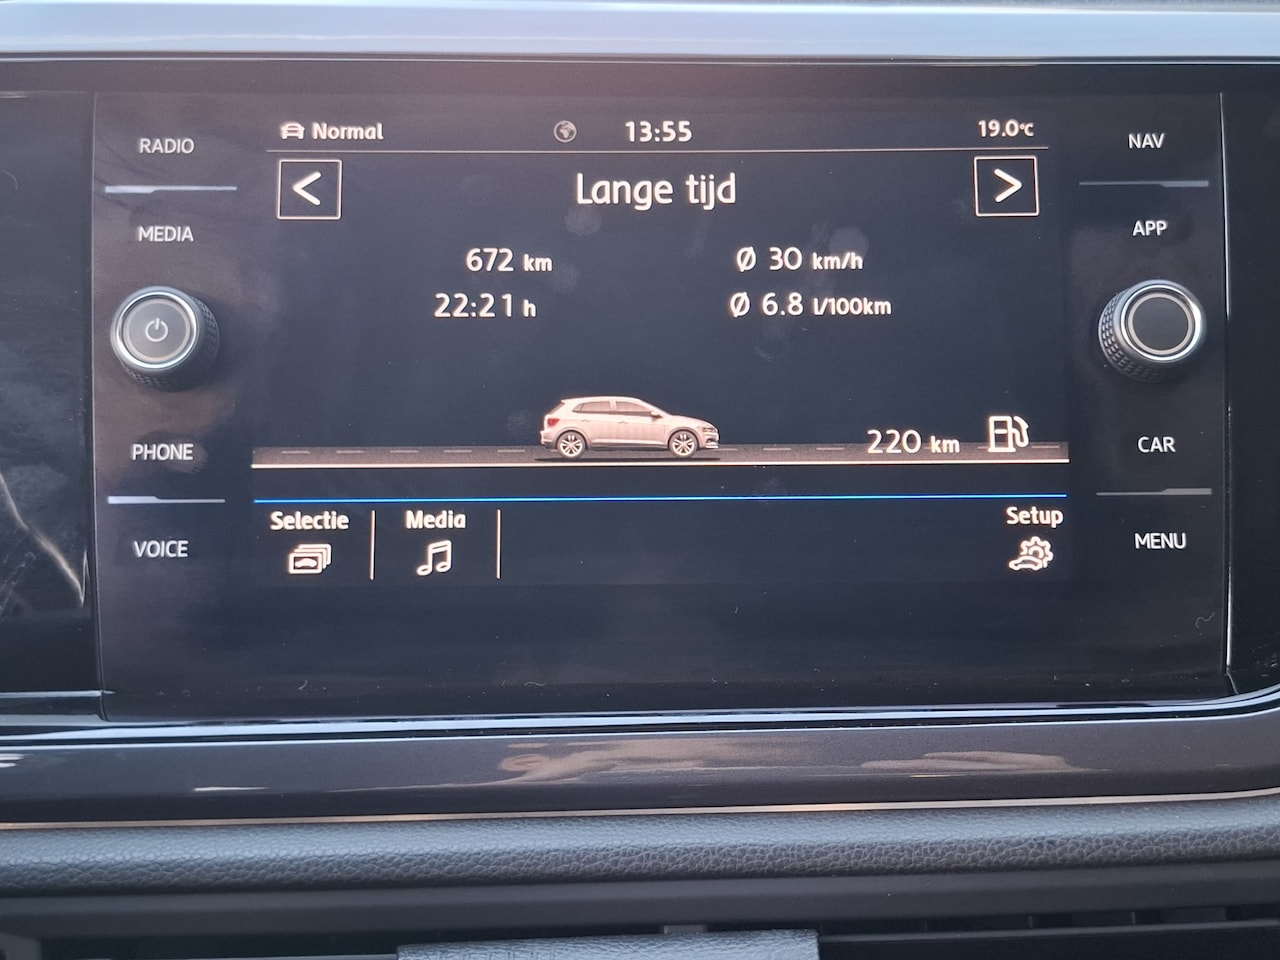 RADIO
MEDIA
PHONE
VOICE
Normal
13:55
19.0°C
<
Lange tijd
>
672 km
Ø 30 km/h
22:21 h
Ø 6.8 l/100km
220 km
Selectie
Media
Setup
NAV
APP
CAR
MENU